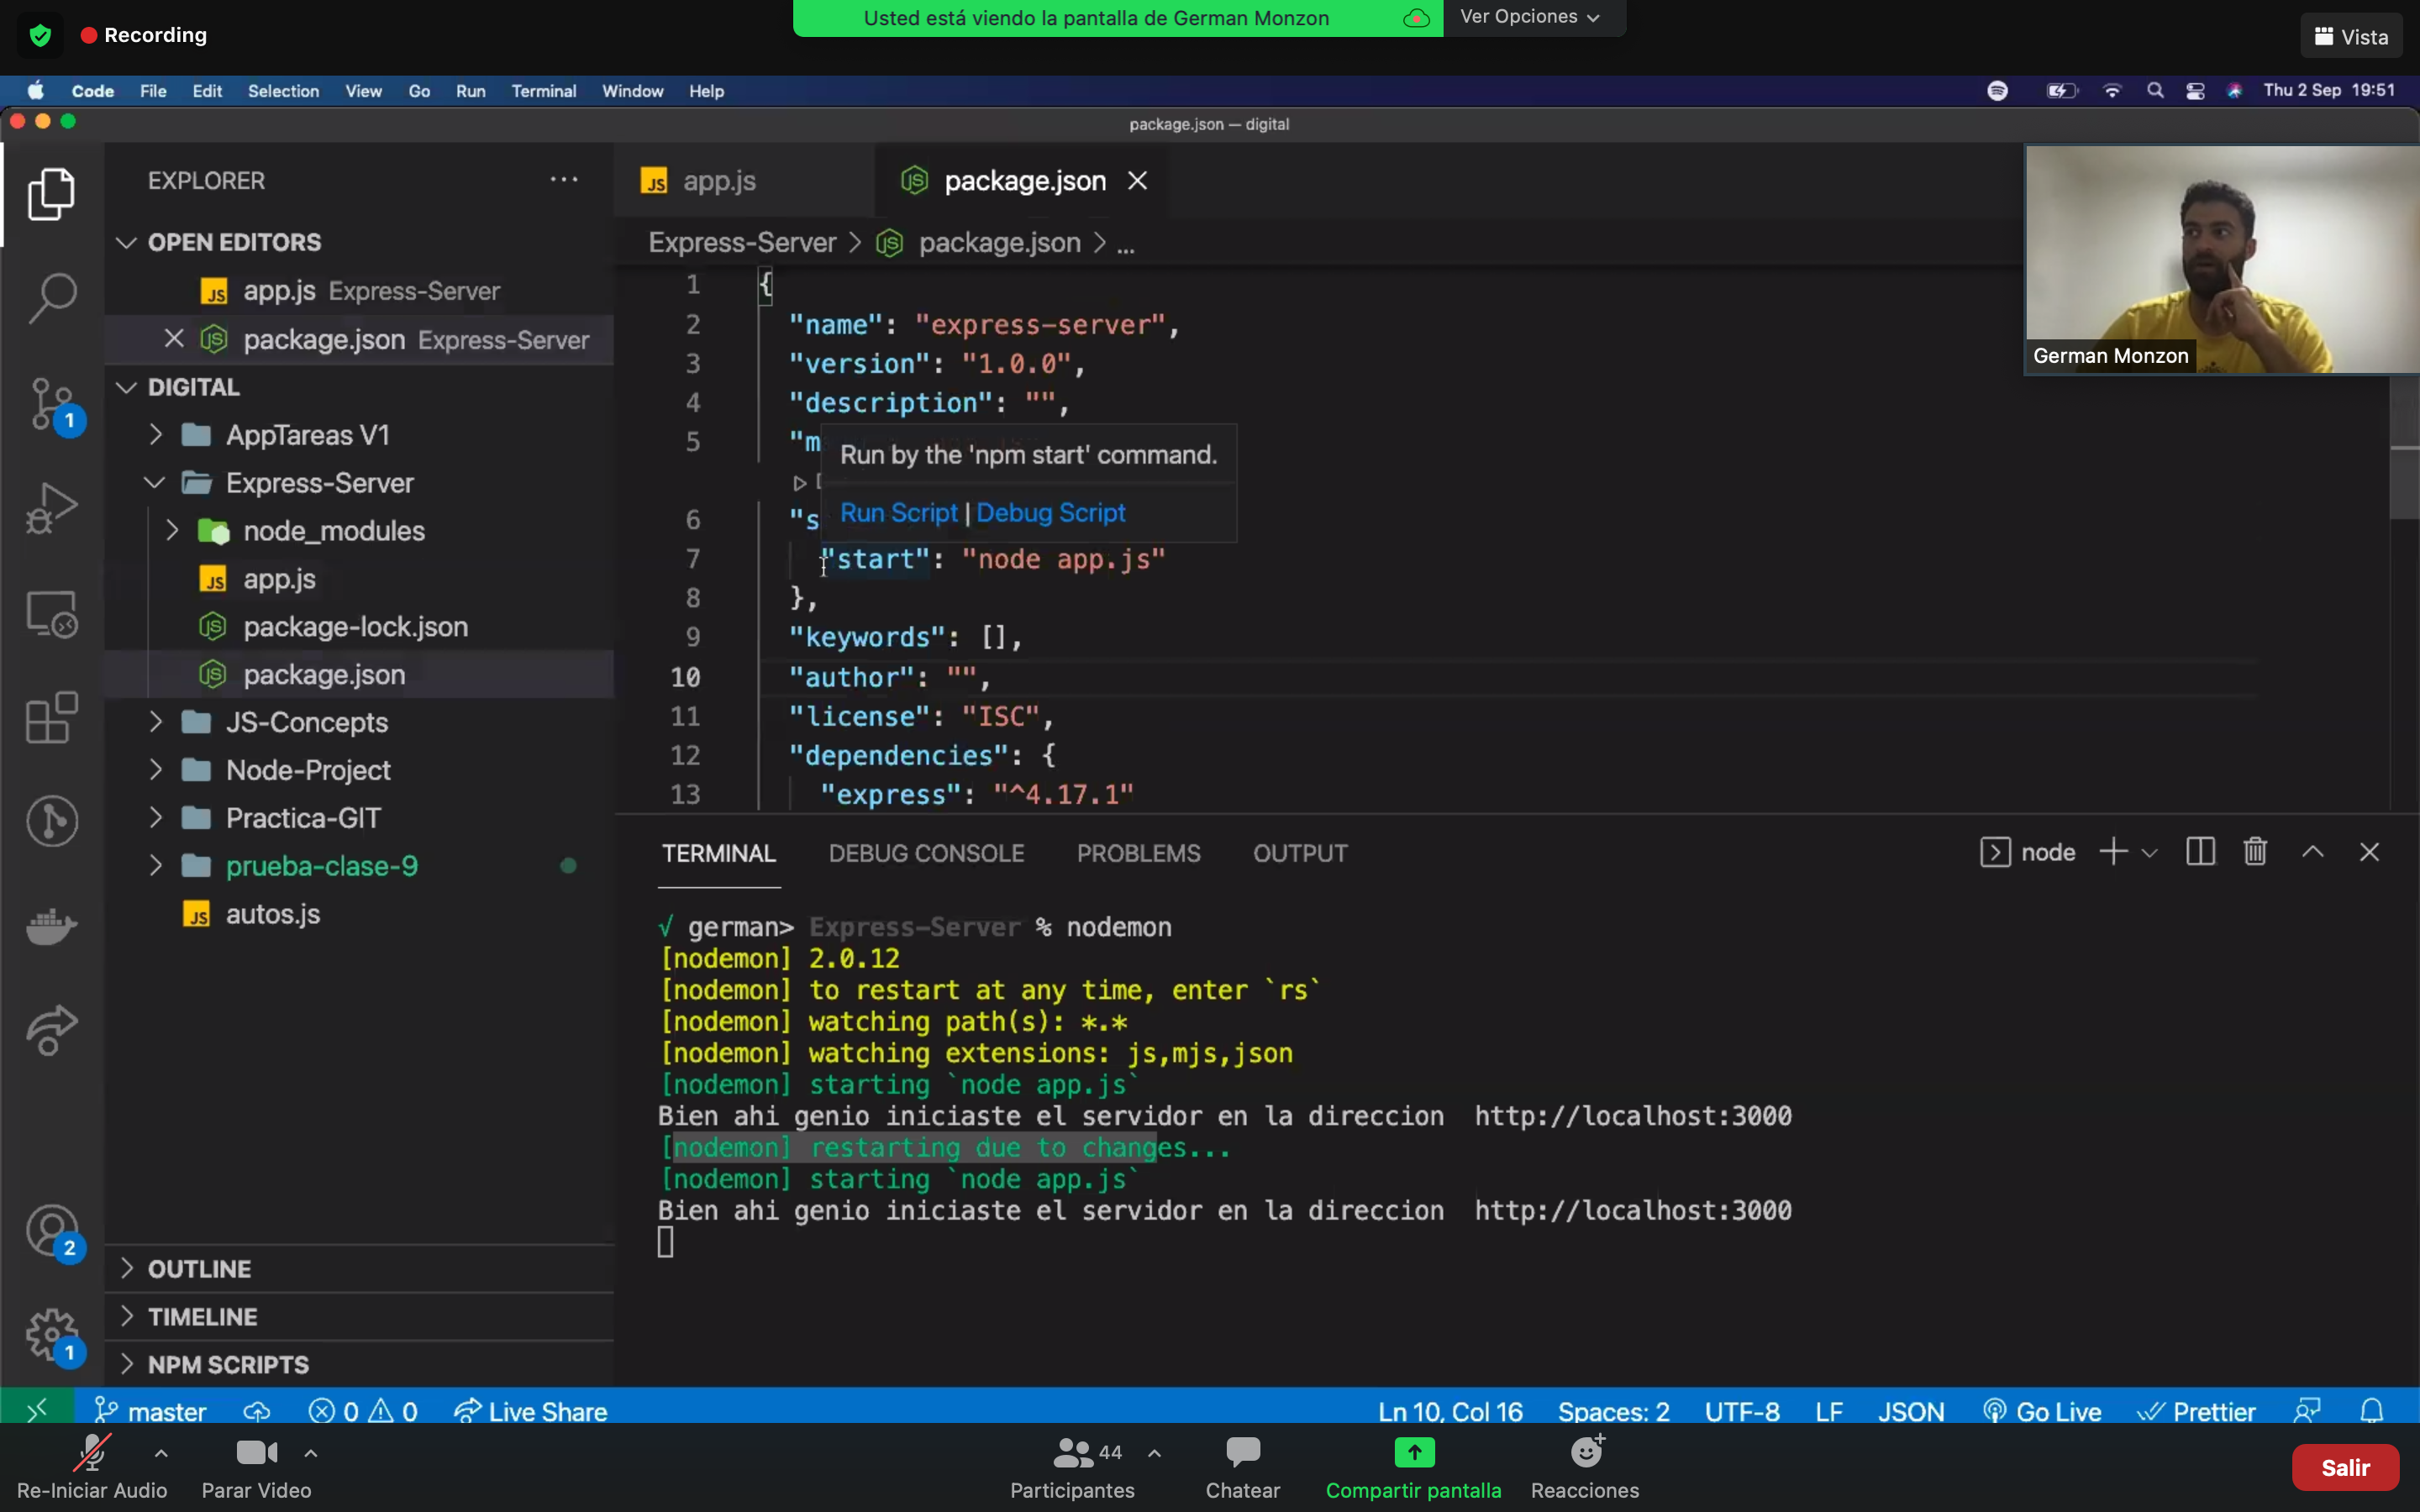 Recording
Usted está viendo la pantalla de German Monzon
Ver Opciones
Vista
Code File Edit Selection View Go Run Terminal Window Help
Thu 2 Sep 19:51
package.json — digital
EXPLORER
OPEN EDITORS
app.js Express-Server
package.json Express-Server
DIGITAL
AppTareas V1
Express-Server
node_modules
app.js
package-lock.json
package.json
JS-Concepts
Node-Project
Practica-GIT
prueba-clase-9
autos.js
OUTLINE
TIMELINE
NPM SCRIPTS
app.js
package.json
Express-Server > package.json > ...
1 {
2 "name": "express-server",
3 "version": "1.0.0",
4 "description": "",
5 "m
Run by the 'npm start' command.
Run Script | Debug Script
6 "s
7 "start": "node app.js"
8 },
9 "keywords": [],
10 "author": "",
11 "license": "ISC",
12 "dependencies": {
13 "express": "^4.17.1"
German Monzon
TERMINAL DEBUG CONSOLE PROBLEMS OUTPUT
node
√ german> Express-Server % nodemon
[nodemon] 2.0.12
[nodemon] to restart at any time, enter `rs`
[nodemon] watching path(s): *.*
[nodemon] watching extensions: js,mjs,json
[nodemon] starting `node app.js`
Bien ahi genio iniciaste el servidor en la direccion http://localhost:3000
[nodemon] restarting due to changes...
[nodemon] starting `node app.js`
Bien ahi genio iniciaste el servidor en la direccion http://localhost:3000
1
2
1
master 0 0 Live Share
Ln 10, Col 16 Spaces: 2 UTF-8 LF JSON Go Live Prettier
Re-Iniciar Audio
Parar Video
44
Participantes
Chatear
Compartir pantalla
Reacciones
Salir